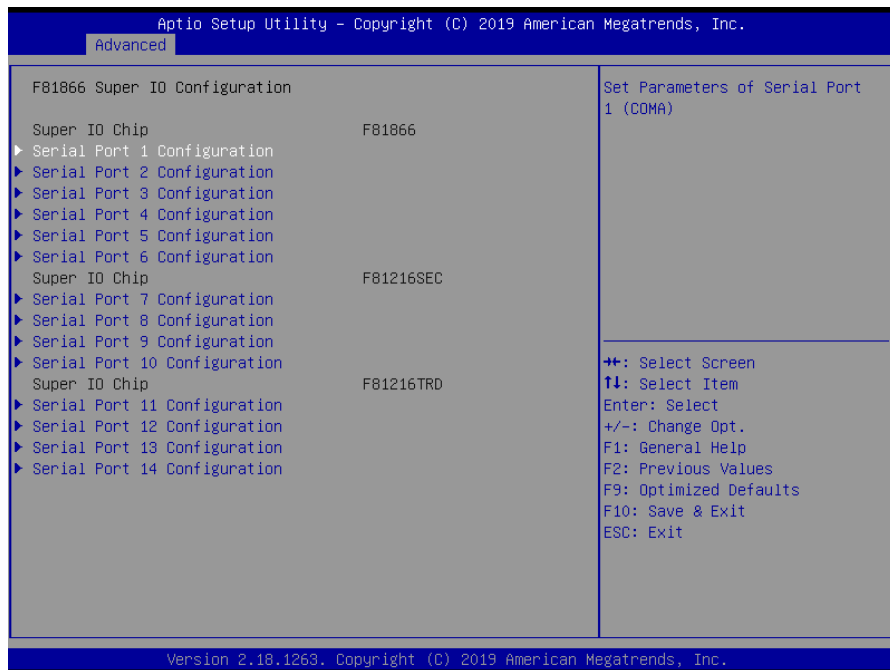 Aptio Setup Utility – Copyright (C) 2019 American Megatrends, Inc.
Advanced
F81866 Super IO Configuration
Super IO Chip F81866
Serial Port 1 Configuration
Serial Port 2 Configuration
Serial Port 3 Configuration
Serial Port 4 Configuration
Serial Port 5 Configuration
Serial Port 6 Configuration
Super IO Chip F81216SEC
Serial Port 7 Configuration
Serial Port 8 Configuration
Serial Port 9 Configuration
Serial Port 10 Configuration
Super IO Chip F81216TRD
Serial Port 11 Configuration
Serial Port 12 Configuration
Serial Port 13 Configuration
Serial Port 14 Configuration
Set Parameters of Serial Port
1 (COMA)
→←: Select Screen
↑↓: Select Item
Enter: Select
+/-: Change Opt.
F1: General Help
F2: Previous Values
F9: Optimized Defaults
F10: Save & Exit
ESC: Exit
Version 2.18.1263. Copyright (C) 2019 American Megatrends, Inc.